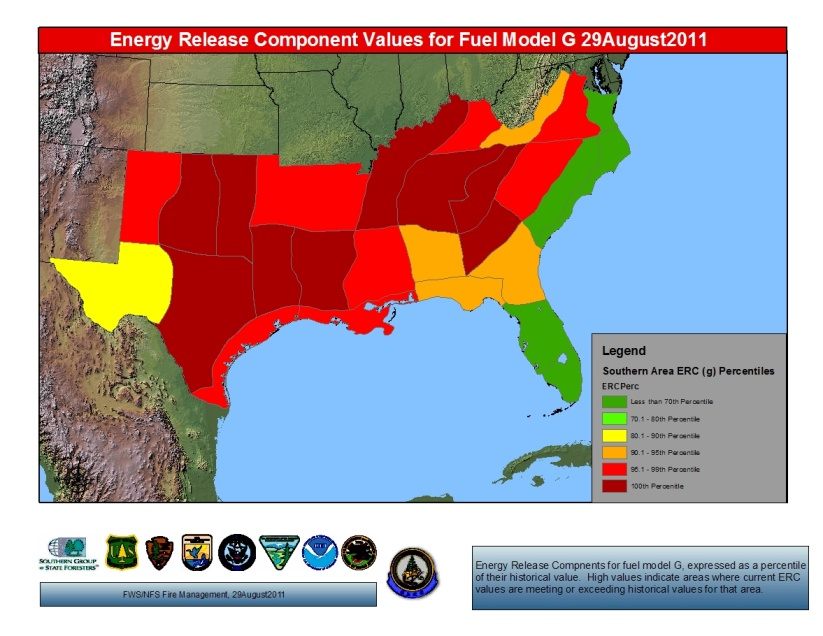 Energy Release Component Values for Fuel Model G 29August2011
Legend
Southern Area ERC (g) Percentiles
ERCPerc
Less than 70th Percentile
70.1 - 80th Percentile
80.1 - 90th Percentile
90.1 - 95th Percentile
95.1 - 99th Percentile
100th Percenitle
SOUTHERN GROUP
OF STATE FORESTERS
FWS/NFS Fire Management, 29August2011
Energy Release Compnents for fuel model G, expressed as a percentile
of their historical value. High values indicate areas where current ERC
values are meeting or exceeding historical values for that area.